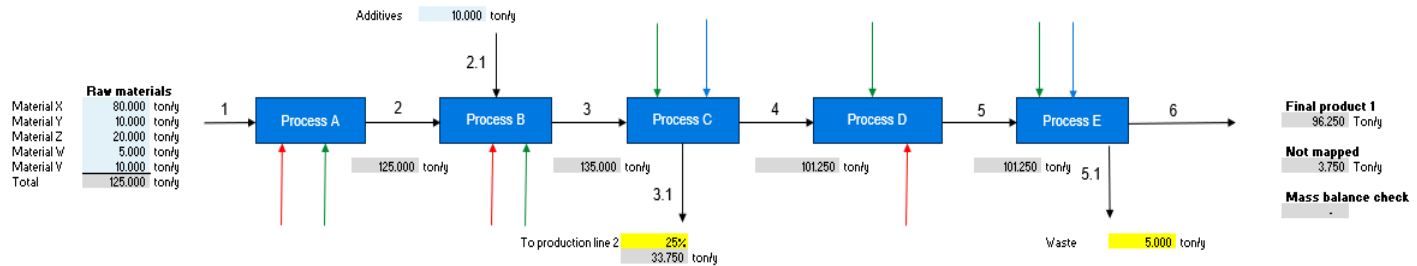 Additives 10.000 ton/y
2.1
Raw materials
Material X 80.000 ton/y
Material Y 10.000 ton/y
Material Z 20.000 ton/y
Material W 5.000 ton/y
Material V 10.000 ton/y
Total 125.000 ton/y
1
Process A
2
Process B
3
Process C
4
Process D
5
Process E
6
125.000 ton/y
135.000 ton/y
101.250 ton/y
101.250 ton/y
3.1
5.1
To production line 2 25%
33.750 ton/y
Waste 5.000 ton/y
Final product 1
96.250 Ton/y
Not mapped
3.750 Ton/y
Mass balance check
-